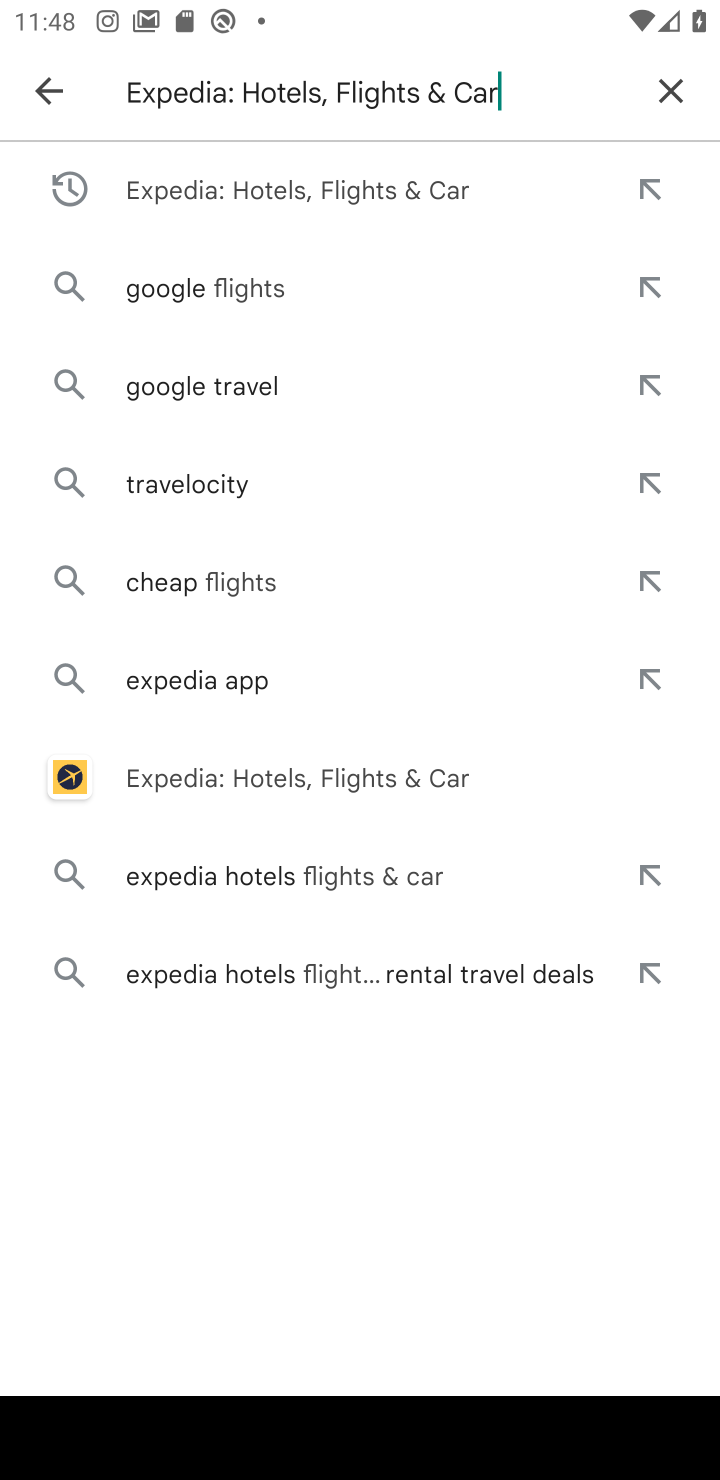 11:48
Expedia: Hotels, Flights & Car
Expedia: Hotels, Flights & Car
google flights
google travel
travelocity
cheap flights
expedia app
Expedia: Hotels, Flights & Car
expedia hotels flights & car
expedia hotels flight... rental travel deals